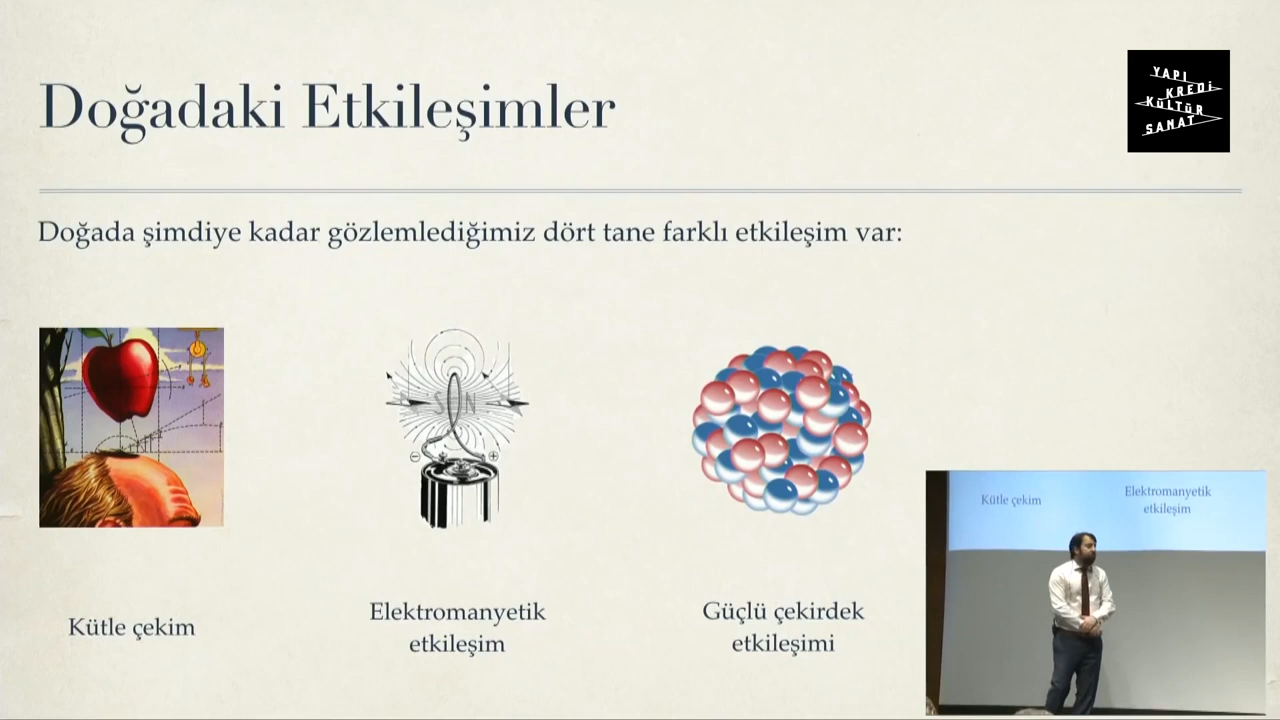 Doğadaki Etkileşimler
YAPI
KREDİ
KÜLTÜR
SANAT
Doğada şimdiye kadar gözlemlediğimiz dört tane farklı etkileşim var:
S N
Kütle çekim
Elektromanyetik
etkileşim
Güçlü çekirdek
etkileşimi
Kütle çekim
Elektromanyetik
etkileşim